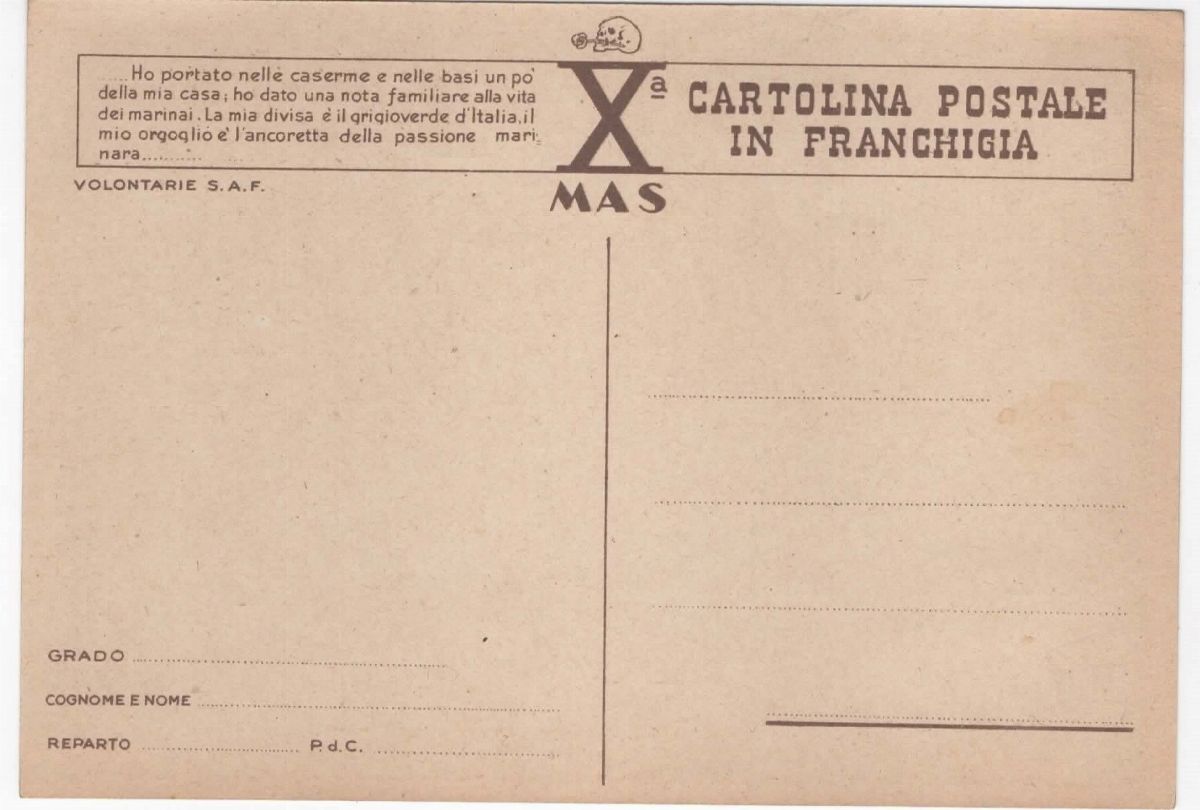 ......Ho portato nelle caserme e nelle basi un po'
della mia casa; ho dato una nota familiare alla vita
dei marinai. La mia divisa è il grigioverde d'Italia, il
mio orgoglio e' l'ancoretta della passione mari-
nara...........
VOLONTARIE S.A.F.
Xª
MAS
CARTOLINA POSTALE
IN FRANCHIGIA
GRADO
COGNOME E NOME
REPARTO P.d.C.